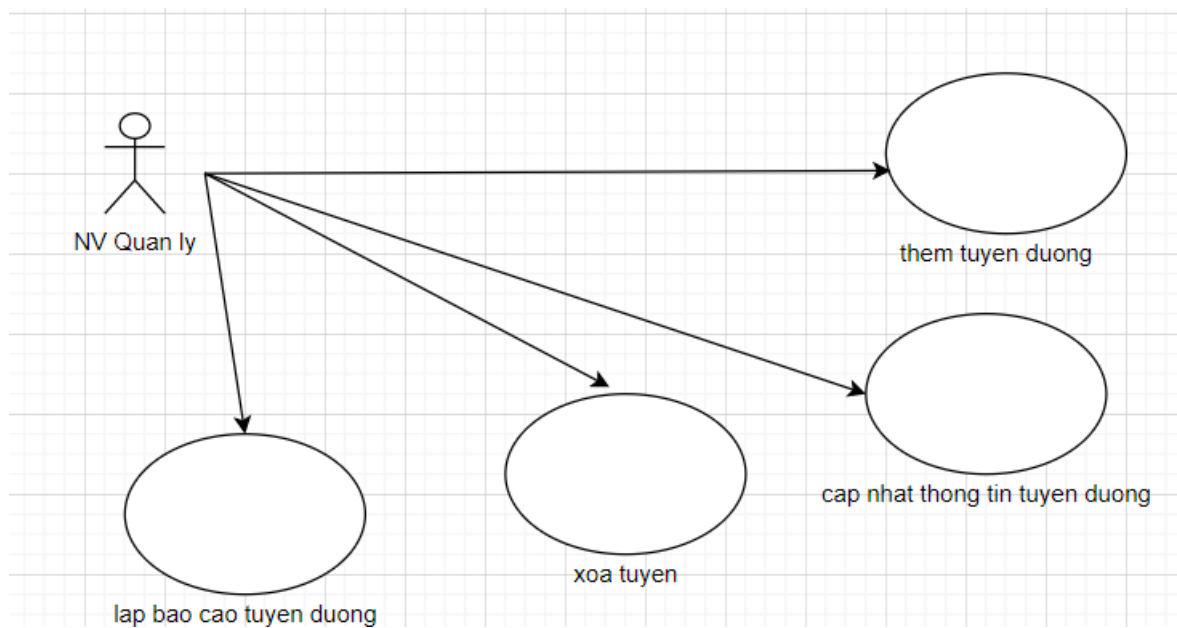 NV Quan ly
them tuyen duong
cap nhat thong tin tuyen duong
xoa tuyen
lap bao cao tuyen duong